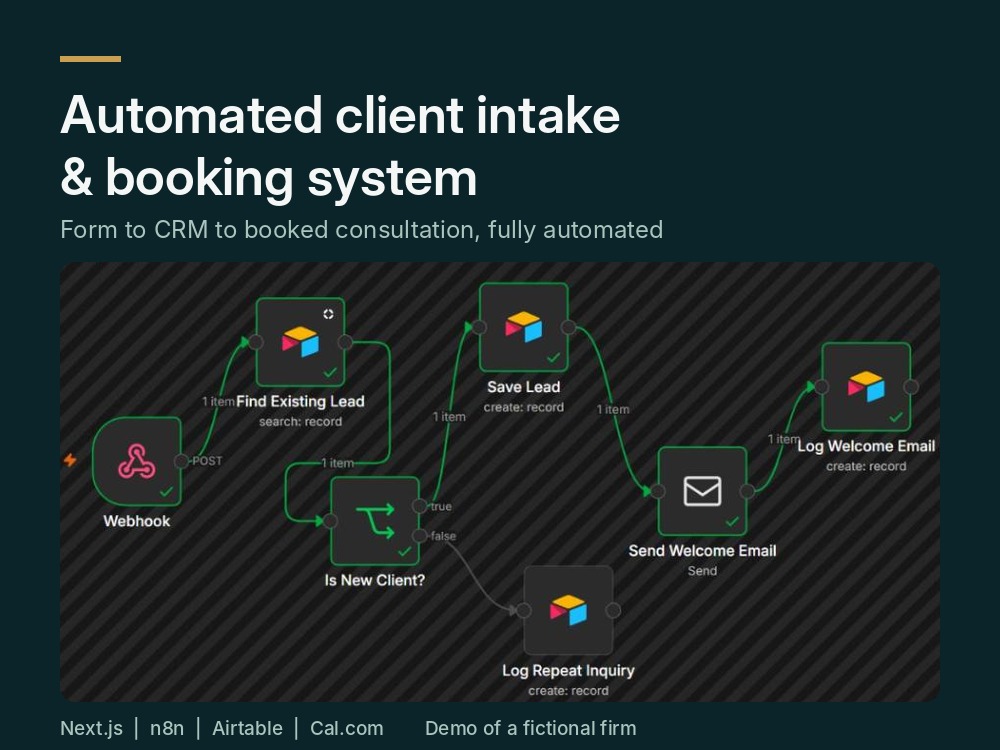 Automated client intake
& booking system
Form to CRM to booked consultation, fully automated
Save Lead
create: record
1 item
Find Existing Lead
search: record
1 item
1 item
1 item
Log Welcome Email
create: record
POST
Webhook
1 item
true
false
Is New Client?
Send Welcome Email
Send
Log Repeat Inquiry
create: record
Next.js | n8n | Airtable | Cal.com Demo of a fictional firm